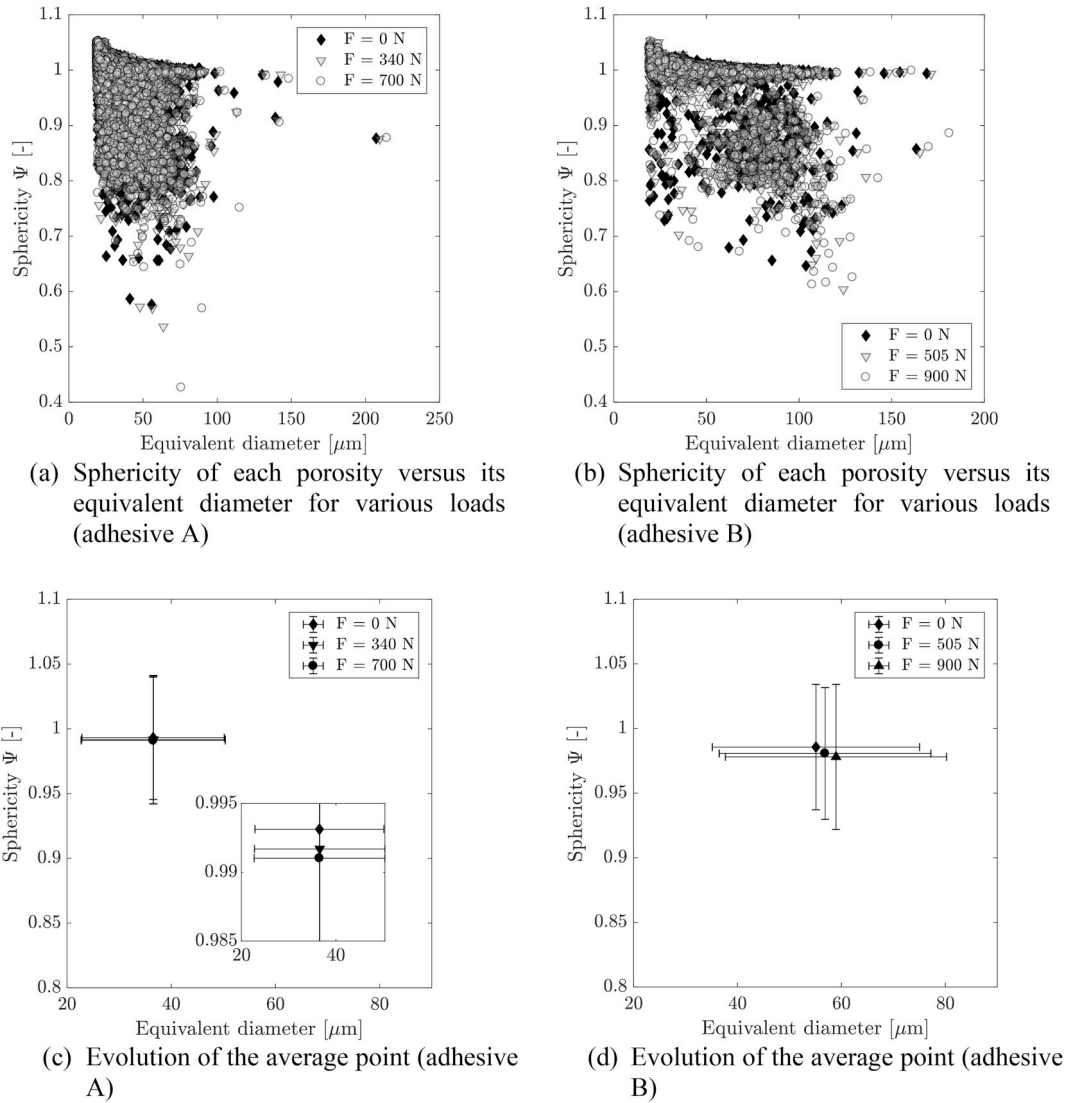 1.1
1
0.9
0.8
0.7
0.6
0.5
0.4
Sphericity Ψ [-]
0 50 100 150 200 250
Equivalent diameter [μm]
F = 0 N
F = 340 N
F = 700 N
(a) Sphericity of each porosity versus its
equivalent diameter for various loads
(adhesive A)
1.1
1
0.9
0.8
0.7
0.6
0.5
0.4
Sphericity Ψ [-]
0 50 100 150 200
Equivalent diameter [μm]
F = 0 N
F = 505 N
F = 900 N
(b) Sphericity of each porosity versus its
equivalent diameter for various loads
(adhesive B)
1.1
1.05
1
0.95
0.9
0.85
0.8
Sphericity Ψ [-]
20 40 60 80
Equivalent diameter [μm]
F = 0 N
F = 340 N
F = 700 N
0.995
0.99
0.985
20 40
(c) Evolution of the average point (adhesive
A)
1.1
1.05
1
0.95
0.9
0.85
0.8
Sphericity Ψ [-]
20 40 60 80
Equivalent diameter [μm]
F = 0 N
F = 505 N
F = 900 N
(d) Evolution of the average point (adhesive
B)